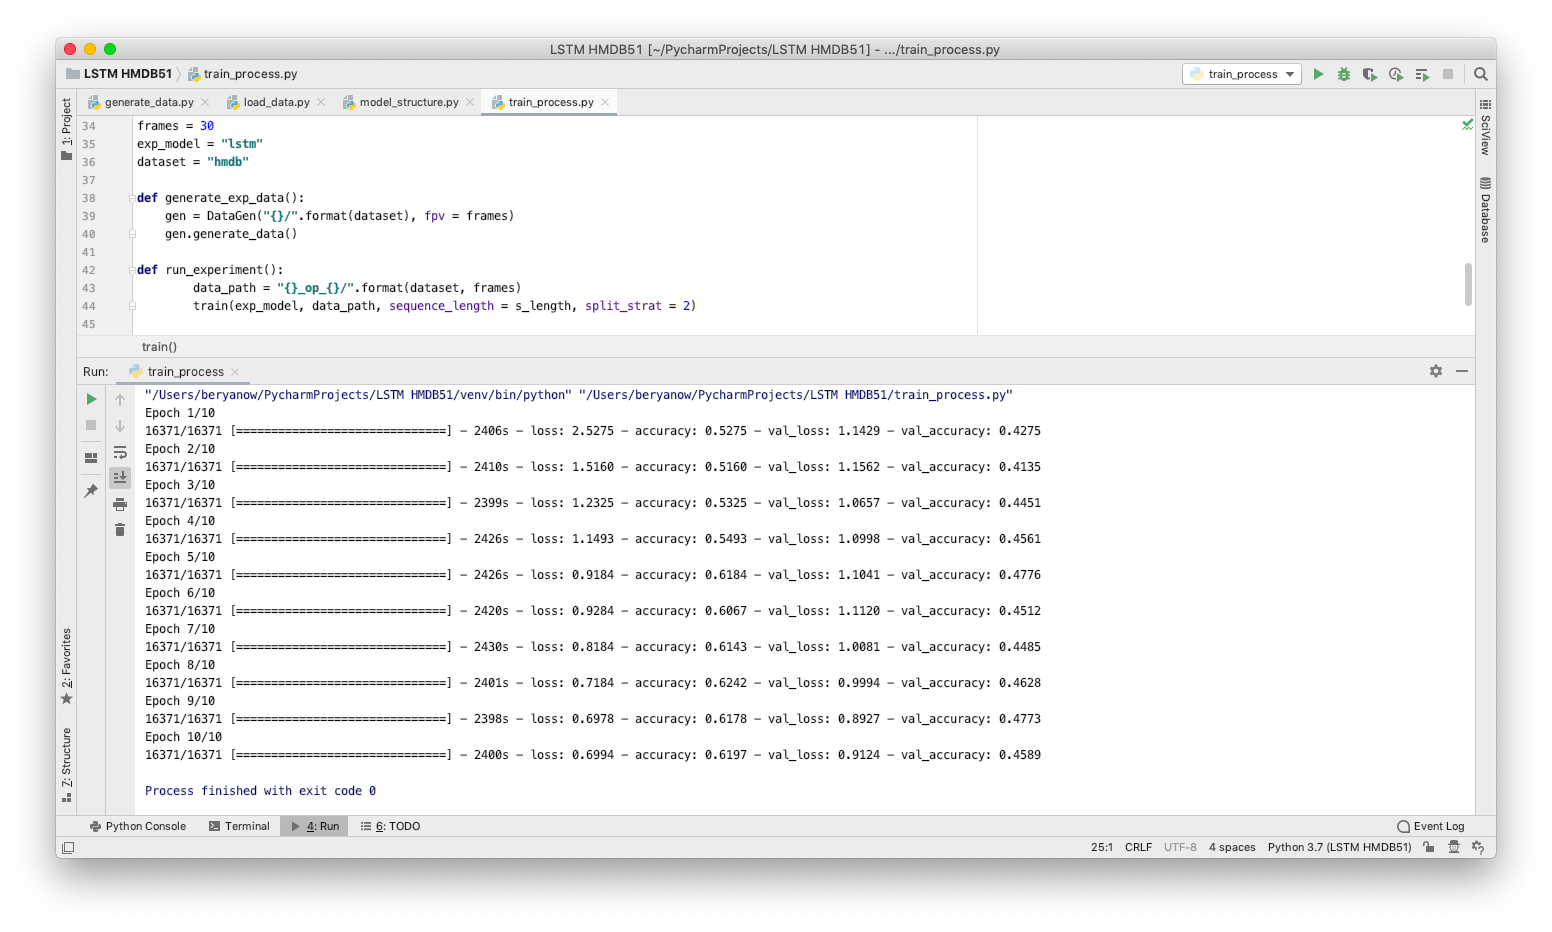 LSTM HMDB51 [~/PycharmProjects/LSTM HMDB51] - .../train_process.py
LSTM HMDB51 train_process.py train_process
generate_data.py load_data.py model_structure.py train_process.py
1: Project
34 frames = 30
35 exp_model = "lstm"
36 dataset = "hmdb"
37
38 def generate_exp_data():
39 gen = DataGen("{}/".format(dataset), fpv = frames)
40 gen.generate_data()
41
42 def run_experiment():
43 data_path = "{}_op_{}/".format(dataset, frames)
44 train(exp_model, data_path, sequence_length = s_length, split_strat = 2)
45
SciView
Database
train()
Run: train_process
"/Users/beryanow/PycharmProjects/LSTM HMDB51/venv/bin/python" "/Users/beryanow/PycharmProjects/LSTM HMDB51/train_process.py"
Epoch 1/10
16371/16371 [==============================] - 2406s - loss: 2.5275 - accuracy: 0.5275 - val_loss: 1.1429 - val_accuracy: 0.4275
Epoch 2/10
16371/16371 [==============================] - 2410s - loss: 1.5160 - accuracy: 0.5160 - val_loss: 1.1562 - val_accuracy: 0.4135
Epoch 3/10
16371/16371 [==============================] - 2399s - loss: 1.2325 - accuracy: 0.5325 - val_loss: 1.0657 - val_accuracy: 0.4451
Epoch 4/10
16371/16371 [==============================] - 2426s - loss: 1.1493 - accuracy: 0.5493 - val_loss: 1.0998 - val_accuracy: 0.4561
Epoch 5/10
16371/16371 [==============================] - 2426s - loss: 0.9184 - accuracy: 0.6184 - val_loss: 1.1041 - val_accuracy: 0.4776
Epoch 6/10
16371/16371 [==============================] - 2420s - loss: 0.9284 - accuracy: 0.6067 - val_loss: 1.1120 - val_accuracy: 0.4512
Epoch 7/10
16371/16371 [==============================] - 2430s - loss: 0.8184 - accuracy: 0.6143 - val_loss: 1.0081 - val_accuracy: 0.4485
Epoch 8/10
16371/16371 [==============================] - 2401s - loss: 0.7184 - accuracy: 0.6242 - val_loss: 0.9994 - val_accuracy: 0.4628
Epoch 9/10
16371/16371 [==============================] - 2398s - loss: 0.6978 - accuracy: 0.6178 - val_loss: 0.8927 - val_accuracy: 0.4773
Epoch 10/10
16371/16371 [==============================] - 2400s - loss: 0.6994 - accuracy: 0.6197 - val_loss: 0.9124 - val_accuracy: 0.4589
Process finished with exit code 0
2: Favorites
7: Structure
Python Console Terminal 4: Run 6: TODO Event Log
25:1 CRLF UTF-8 4 spaces Python 3.7 (LSTM HMDB51)